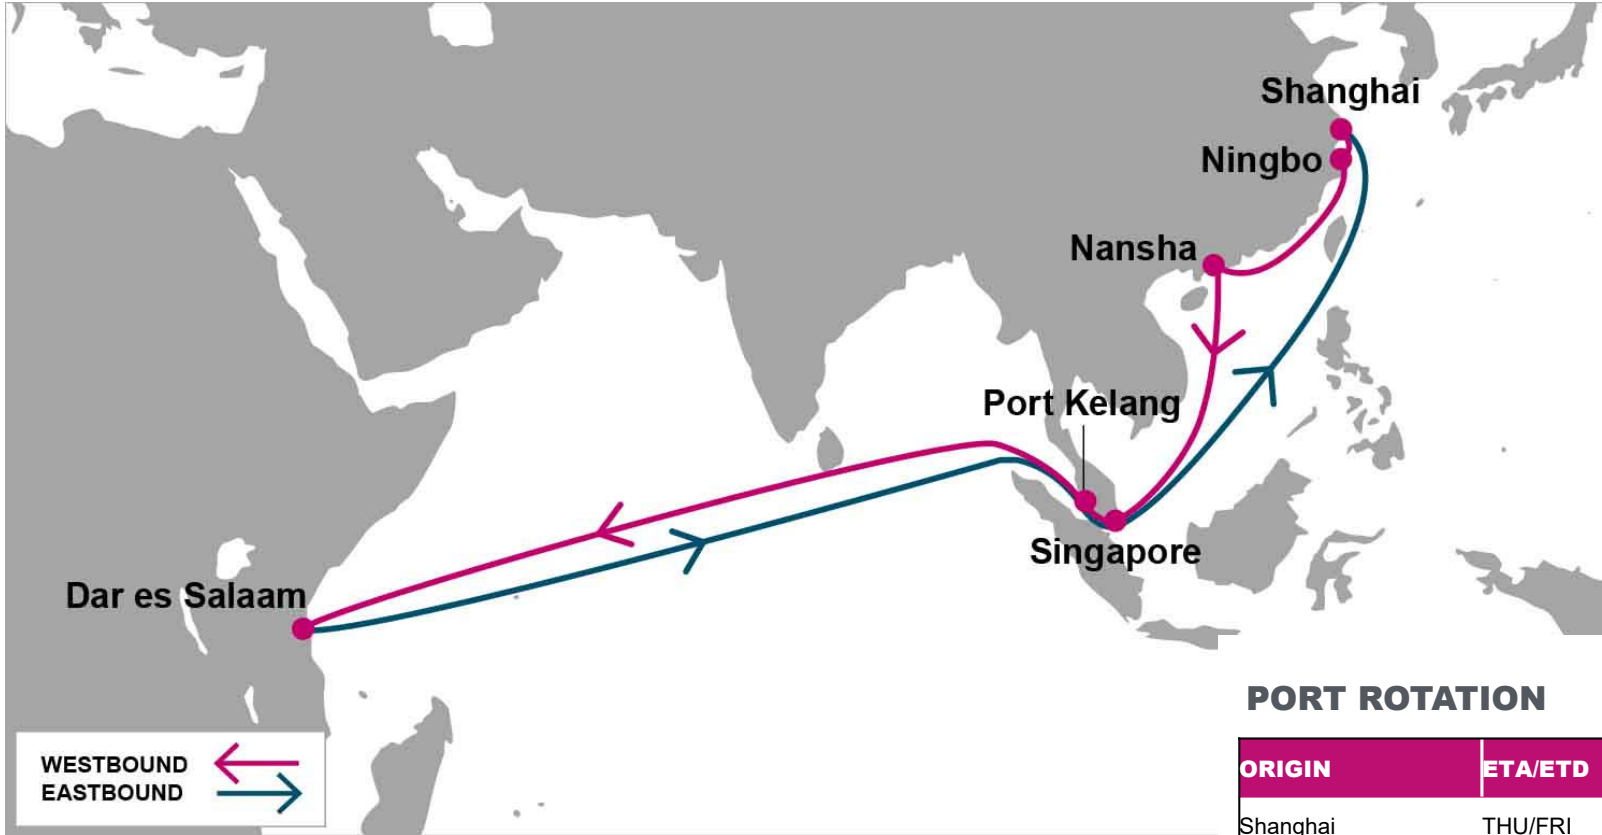 Shanghai
Ningbo
Nansha
Port Kelang
Singapore
Dar es Salaam
WESTBOUND
EASTBOUND
PORT ROTATION
ORIGIN ETA/ETD
Shanghai THU/FRI